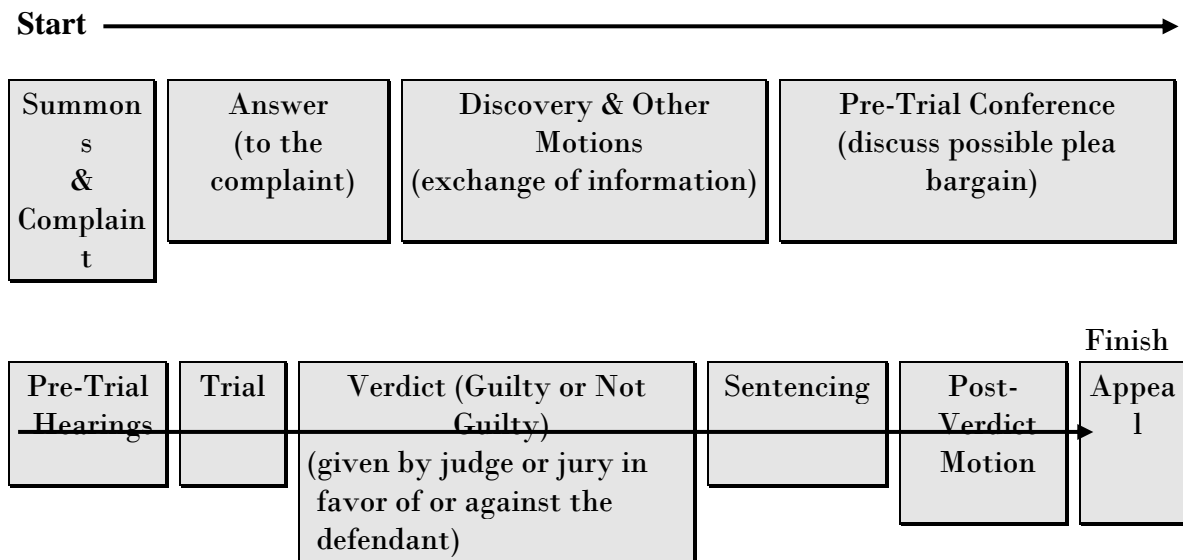 Start
Summon
s
&
Complain
t
Answer
(to the
complaint)
Discovery & Other
Motions
(exchange of information)
Pre-Trial Conference
(discuss possible plea
bargain)
Finish
Pre-Trial
Hearings
Trial
Verdict (Guilty or Not
Guilty)
(given by judge or jury in
favor of or against the
defendant)
Sentencing
Post-
Verdict
Motion
Appea
l